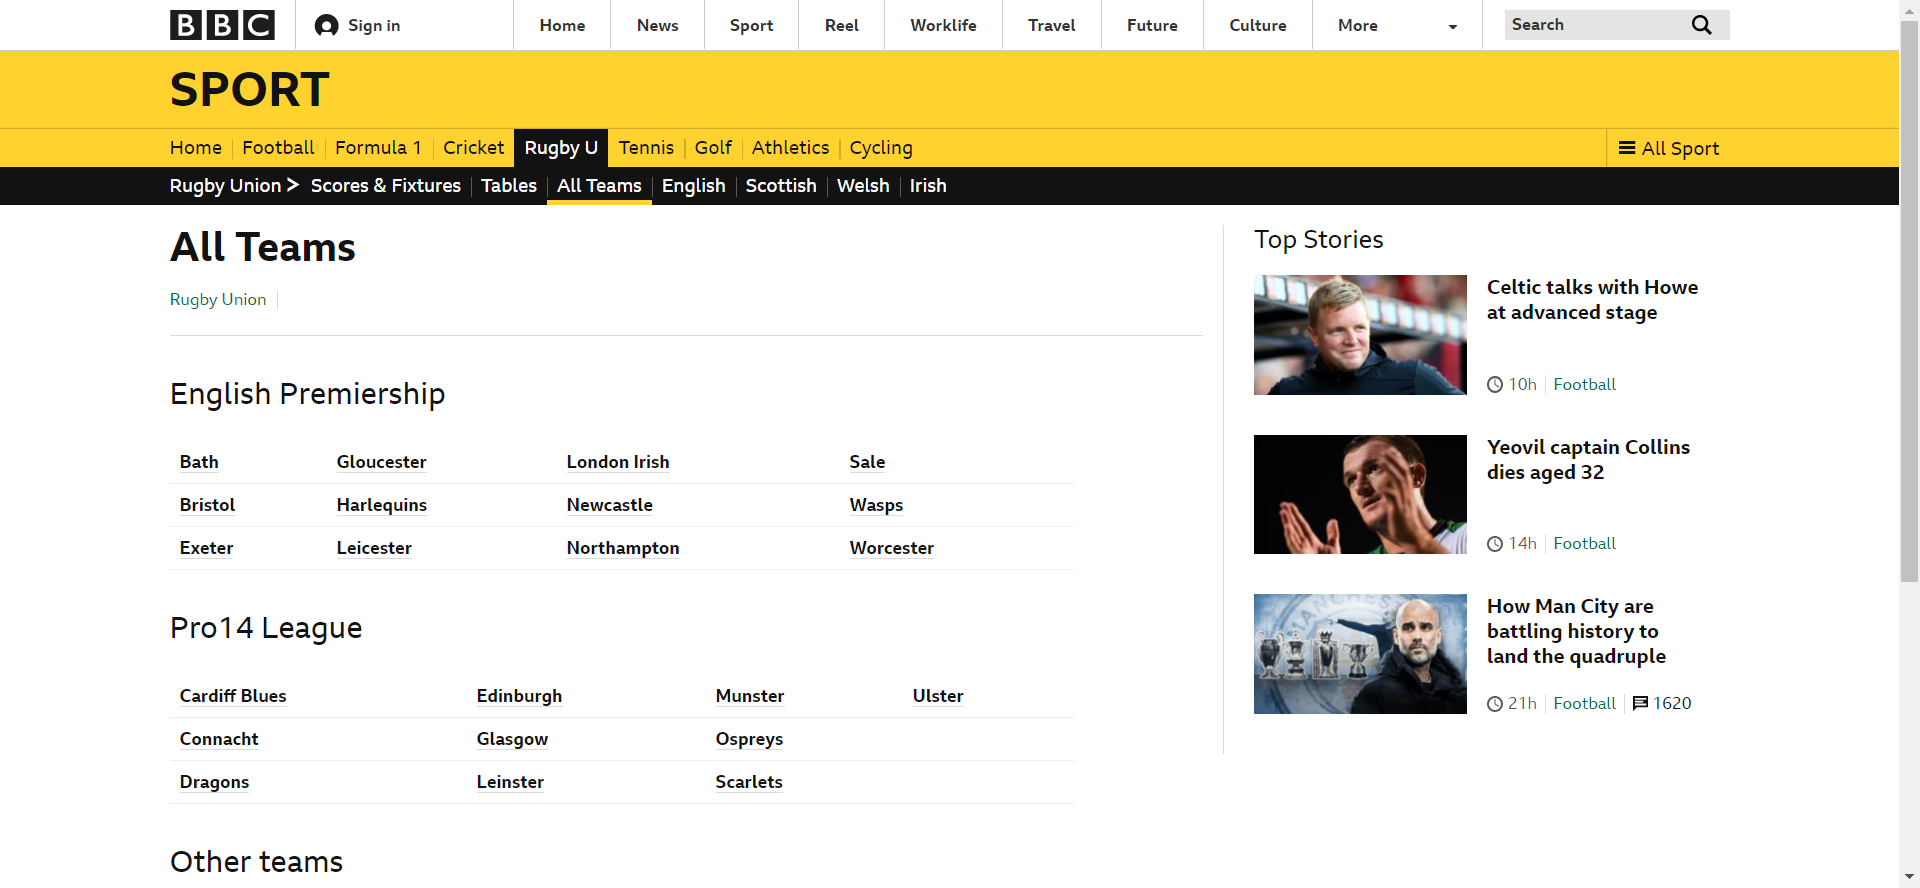 BBC
Sign in
Home
News
Sport
Reel
Worklife
Travel
Future
Culture
More
Search
SPORT
Home
Football
Formula 1
Cricket
Rugby U
Tennis
Golf
Athletics
Cycling
All Sport
Rugby Union
Scores & Fixtures
Tables
All Teams
English
Scottish
Welsh
Irish
All Teams
Rugby Union
English Premiership
Bath Gloucester London Irish Sale
Bristol Harlequins Newcastle Wasps
Exeter Leicester Northampton Worcester
Pro14 League
Cardiff Blues Edinburgh Munster Ulster
Connacht Glasgow Ospreys
Dragons Leinster Scarlets
Other teams
Top Stories
Celtic talks with Howe
at advanced stage
10h Football
Yeovil captain Collins
dies aged 32
14h Football
MANCHESTER
How Man City are
battling history to
land the quadruple
21h Football 1620